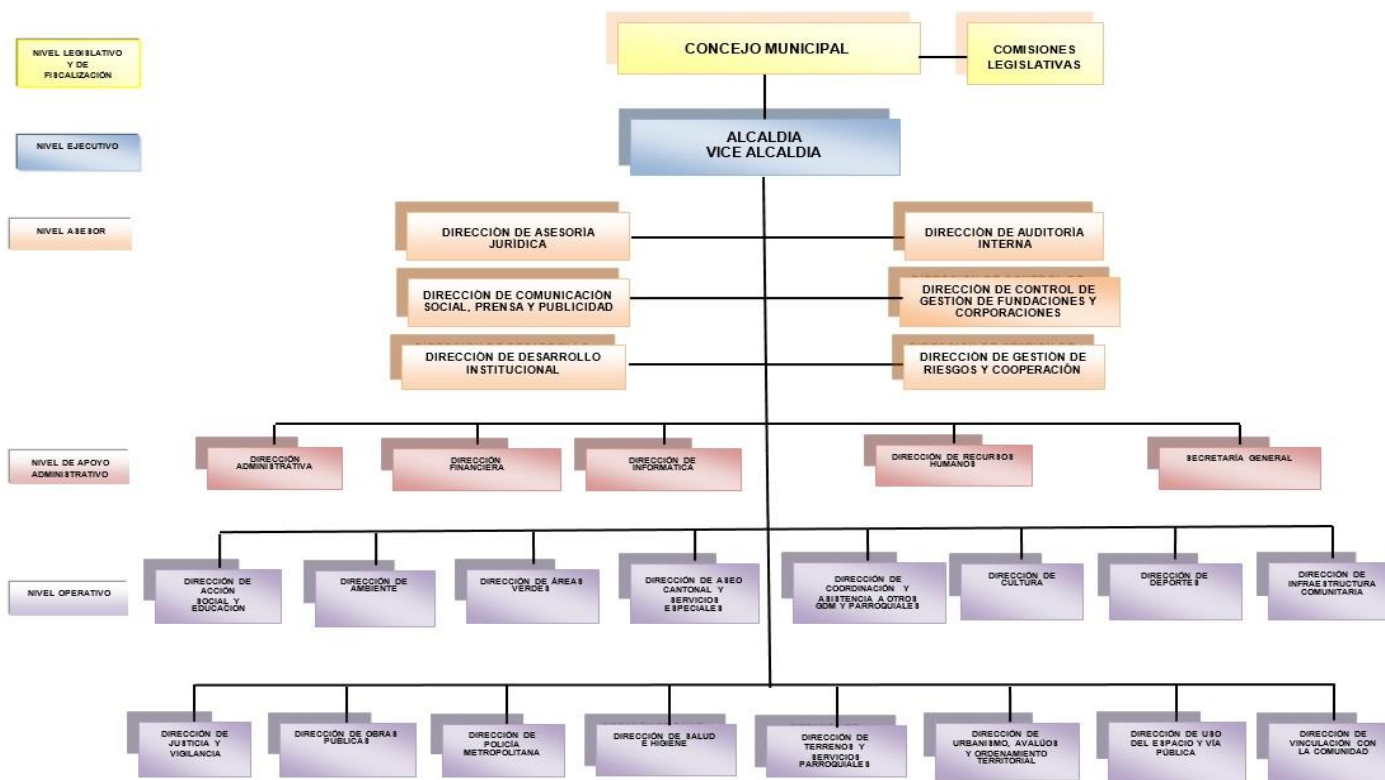 NIVEL LEGISLATIVO
Y DE
FISCALIZACIÓN
CONCEJO MUNICIPAL
COMISIONES
LEGISLATIVAS
NIVEL EJECUTIVO
ALCALDIA
VICE ALCALDIA
NIVEL ASESOR
DIRECCIÓN DE ASESORÍA
JURÍDICA
DIRECCIÓN DE AUDITORÍA
INTERNA
DIRECCIÓN DE COMUNICACIÓN
SOCIAL, PRENSA Y PUBLICIDAD
DIRECCIÓN DE CONTROL DE
GESTIÓN DE FUNDACIONES Y
CORPORACIONES
DIRECCIÓN DE DESARROLLO
INSTITUCIONAL
DIRECCIÓN DE GESTIÓN DE
RIESGOS Y COOPERACIÓN
NIVEL DE APOYO
ADMINISTRATIVO
DIRECCIÓN
ADMINISTRATIVA
DIRECCIÓN
FINANCIERA
DIRECCIÓN DE
INFORMÁTICA
DIRECCIÓN DE RECURSOS
HUMANOS
SECRETARÍA GENERAL
NIVEL OPERATIVO
DIRECCIÓN DE
ACCIÓN
SOCIAL Y
EDUCACIÓN
DIRECCIÓN DE
AMBIENTE
DIRECCIÓN DE ÁREAS
VERDES
DIRECCIÓN DE ASEO
CANTONAL Y
SERVICIOS
ESPECIALES
DIRECCIÓN DE
COORDINACIÓN Y
ASISTENCIA A OTROS
GDM Y PARROQUIALES
DIRECCIÓN DE
CULTURA
DIRECCIÓN DE
DEPORTES
DIRECCIÓN DE
INFRAESTRUCTURA
COMUNITARIA
DIRECCIÓN DE
JUSTICIA Y
VIGILANCIA
DIRECCIÓN DE OBRAS
PUBLICAS
DIRECCIÓN DE
POLICÍA
METROPOLITANA
DIRECCIÓN DE SALUD
E HIGIENE
DIRECCIÓN DE
TERRENOS Y
SERVICIOS
PARROQUIALES
DIRECCIÓN DE
URBANISMO, AVALÚOS
Y ORDENAMIENTO
TERRITORIAL
DIRECCIÓN DE USO
DEL ESPACIO Y VÍA
PÚBLICA
DIRECCIÓN DE
VINCULACIÓN CON
LA COMUNIDAD